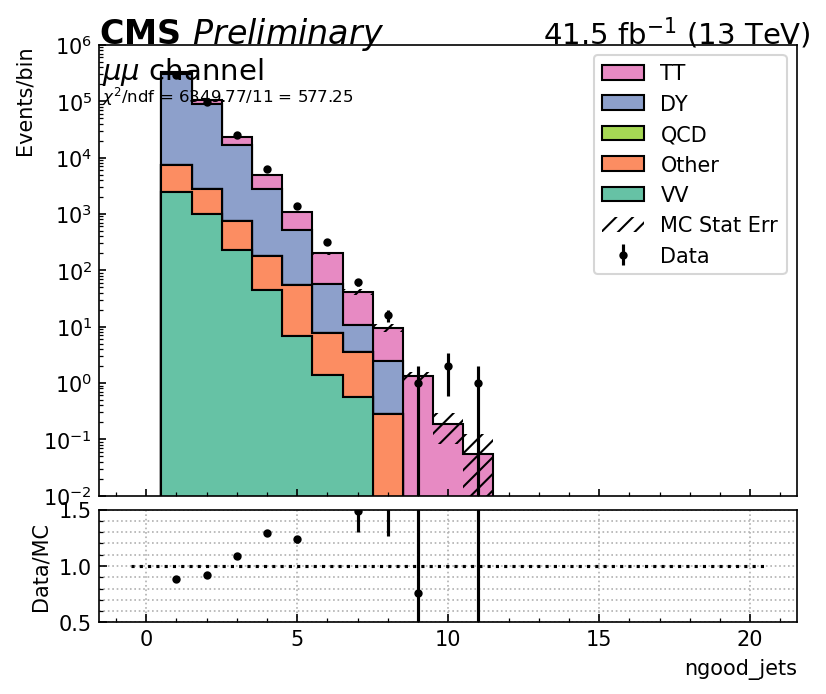 CMS Preliminary 41.5 fb⁻¹ (13 TeV)
μμ channel
χ²/ndf = 6349.77/11 = 577.25
Events/bin
10⁶
10⁵
10⁴
10³
10²
10¹
10⁰
10⁻¹
10⁻²
TT
DY
QCD
Other
VV
MC Stat Err
Data
Data/MC
1.5
1.0
0.5
0 5 10 15 20
ngood_jets